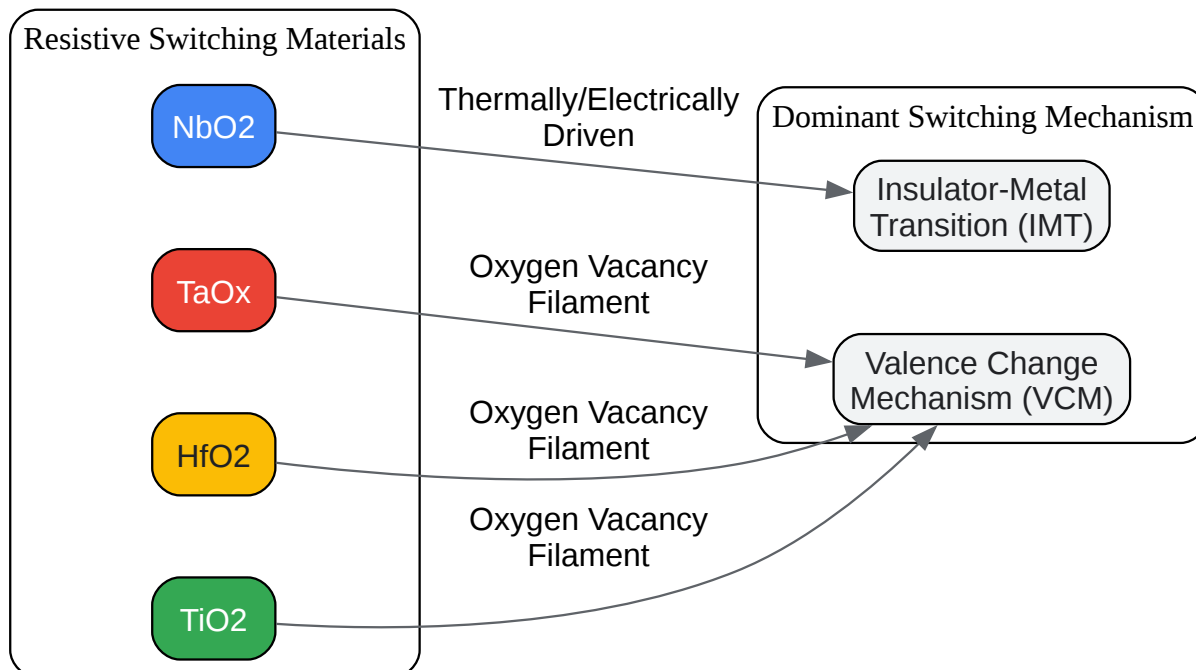 Resistive Switching Materials
NbO2
TaOx
HfO2
TiO2
Thermally/Electrically
Driven
Oxygen Vacancy
Filament
Oxygen Vacancy
Filament
Oxygen Vacancy
Filament
Dominant Switching Mechanism
Insulator-Metal
Transition (IMT)
Valence Change
Mechanism (VCM)